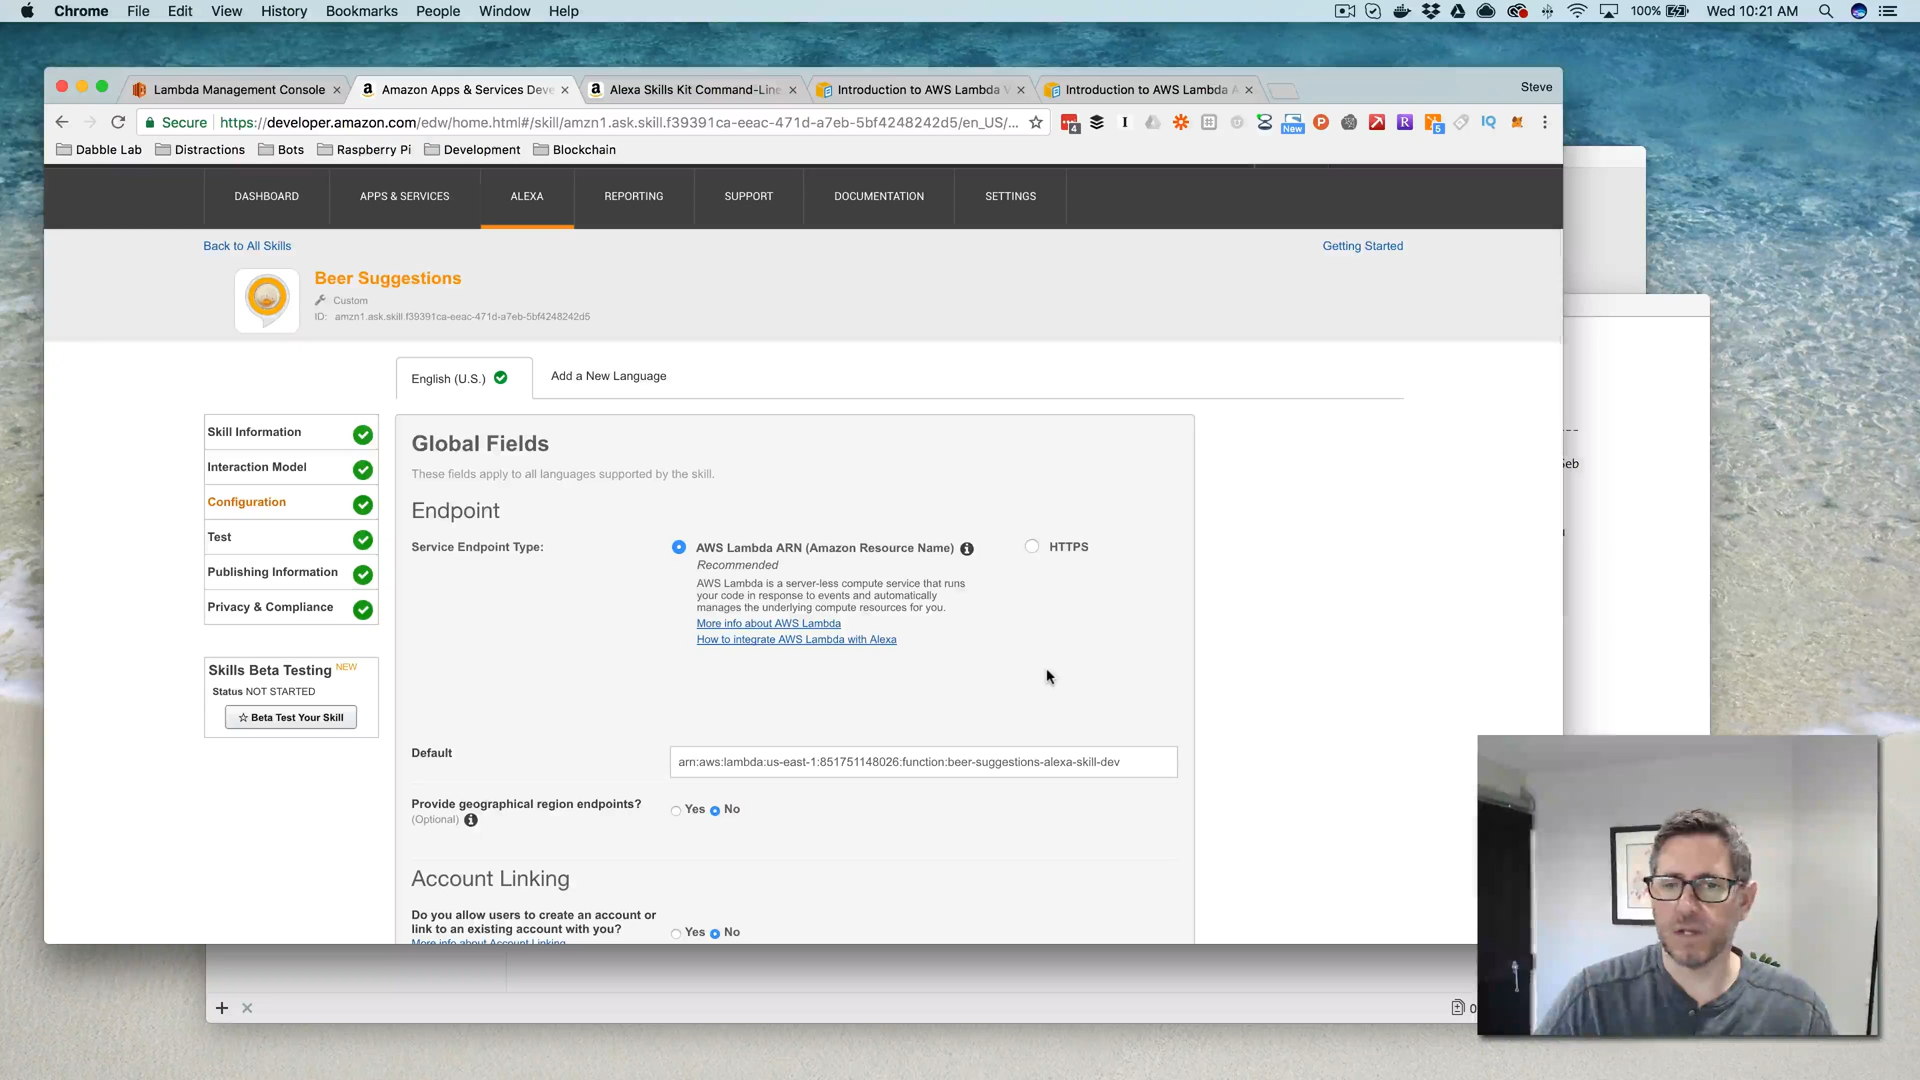 Chrome File Edit View History Bookmarks People Window Help
100% Wed 10:21 AM
Lambda Management Console
Amazon Apps & Services Deve
Alexa Skills Kit Command-Line
Introduction to AWS Lambda V
Introduction to AWS Lambda A
Steve
Secure https://developer.amazon.com/edw/home.html#/skill/amzn1.ask.skill.f39391ca-eeac-471d-a7eb-5bf4248242d5/en_US/...
4
New
5
IQ
Dabble Lab Distractions Bots Raspberry Pi Development Blockchain
DASHBOARD APPS & SERVICES ALEXA REPORTING SUPPORT DOCUMENTATION SETTINGS
Back to All Skills
Getting Started
Beer Suggestions
Custom
ID: amzn1.ask.skill.f39391ca-eeac-471d-a7eb-5bf4248242d5
English (U.S.)
Add a New Language
Skill Information
Interaction Model
Configuration
Test
Publishing Information
Privacy & Compliance
Skills Beta Testing NEW
Status NOT STARTED
☆ Beta Test Your Skill
Global Fields
These fields apply to all languages supported by the skill.
Endpoint
Service Endpoint Type:
AWS Lambda ARN (Amazon Resource Name)
Recommended
AWS Lambda is a server-less compute service that runs
your code in response to events and automatically
manages the underlying compute resources for you.
More info about AWS Lambda
How to integrate AWS Lambda with Alexa
HTTPS
Default
arn:aws:lambda:us-east-1:851751148026:function:beer-suggestions-alexa-skill-dev
Provide geographical region endpoints?
(Optional)
Yes No
Account Linking
Do you allow users to create an account or
link to an existing account with you?
More info about Account Linking
Yes No
---
Seb
0